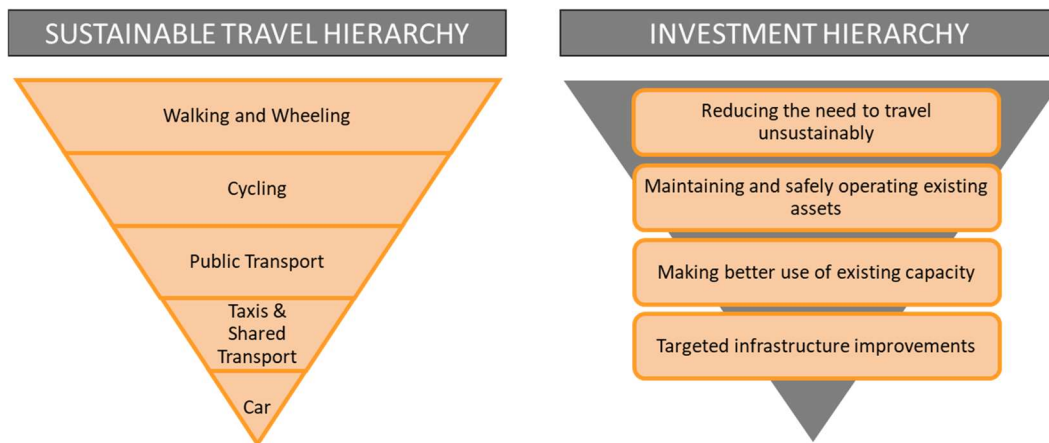 SUSTAINABLE TRAVEL HIERARCHY
Walking and Wheeling
Cycling
Public Transport
Taxis &
Shared
Transport
Car
INVESTMENT HIERARCHY
Reducing the need to travel
unsustainably
Maintaining and safely operating existing
assets
Making better use of existing capacity
Targeted infrastructure improvements